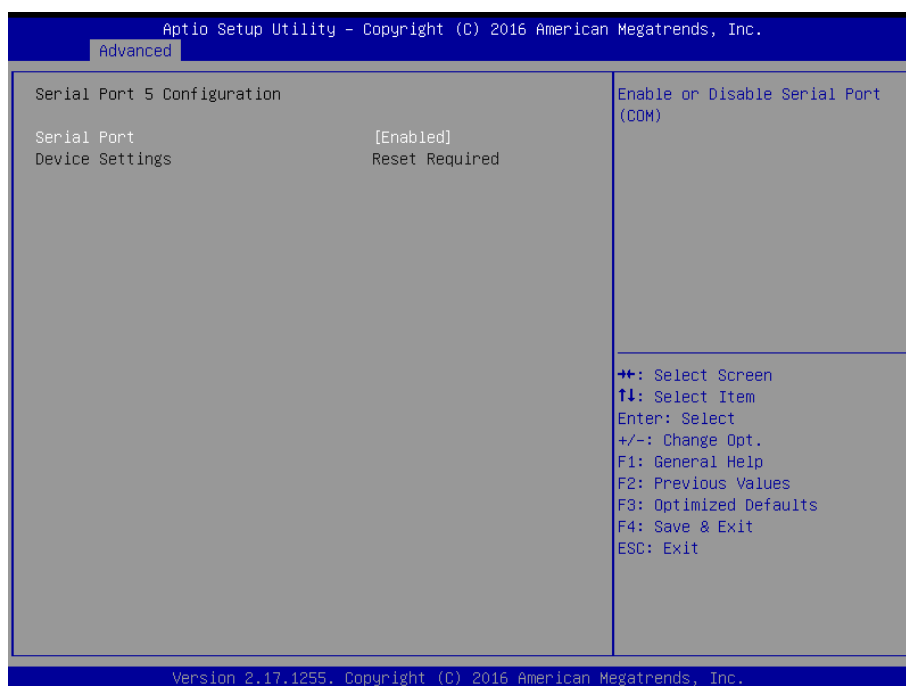 Aptio Setup Utility – Copyright (C) 2016 American Megatrends, Inc.
Advanced
Serial Port 5 Configuration
Serial Port [Enabled]
Device Settings Reset Required
Enable or Disable Serial Port
(COM)
→←: Select Screen
↑↓: Select Item
Enter: Select
+/-: Change Opt.
F1: General Help
F2: Previous Values
F3: Optimized Defaults
F4: Save & Exit
ESC: Exit
Version 2.17.1255. Copyright (C) 2016 American Megatrends, Inc.